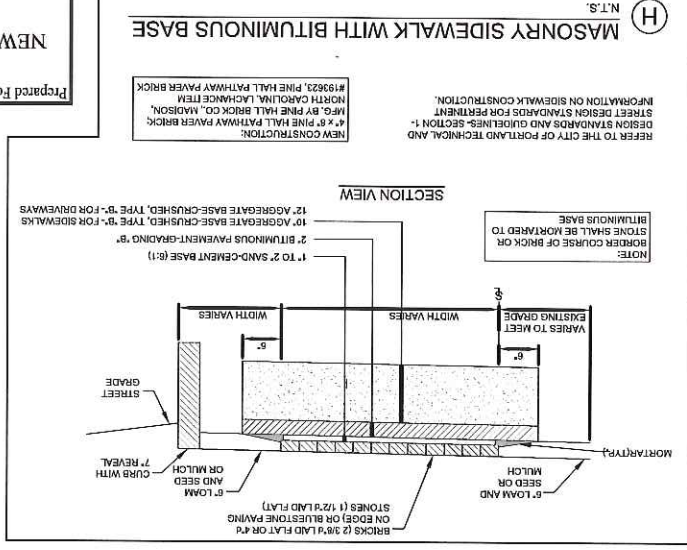 BRICKS (2 3/8"d LAID FLAT OR 4"d
ON EDGE) OR BLUESTONE PAVING
STONES (1 1/2"d LAID FLAT)
6" LOAM AND
SEED OR
MULCH
6" LOAM
AND SEED
OR MULCH
CURB WITH
7" REVEAL
MORTAR(TYP.)
STREET
GRADE
6"
6"
VARIES TO MEET
EXISTING GRADE
WIDTH VARIES
WIDTH VARIES
1" TO 2" SAND-CEMENT BASE (6:1)
2" BITUMINOUS PAVEMENT-GRADING "B"
10" AGGREGATE BASE-CRUSHED, TYPE "B"- FOR SIDEWALKS
12" AGGREGATE BASE-CRUSHED, TYPE "B"- FOR DRIVEWAYS
NOTE:
BORDER COURSE OF BRICK OR
STONE SHALL BE MORTARED TO
BITUMINOUS BASE
SECTION VIEW
REFER TO THE CITY OF PORTLAND TECHNICAL AND
DESIGN STANDARDS AND GUIDELINES- SECTION 1-
STREET DESIGN STANDARDS FOR PERTINENT
INFORMATION ON SIDEWALK CONSTRUCTION.
NEW CONSTRUCTION:
4" x 8" PINE HALL PATHWAY PAVER BRICK;
MFG. BY PINE HALL BRICK CO., MADISON,
NORTH CAROLINA, LACHANCE ITEM
#193623, PINE HALL PATHWAY PAVER BRICK
H
MASONRY SIDEWALK WITH BITUMINOUS BASE
N.T.S.
Prepared Fo
NEW